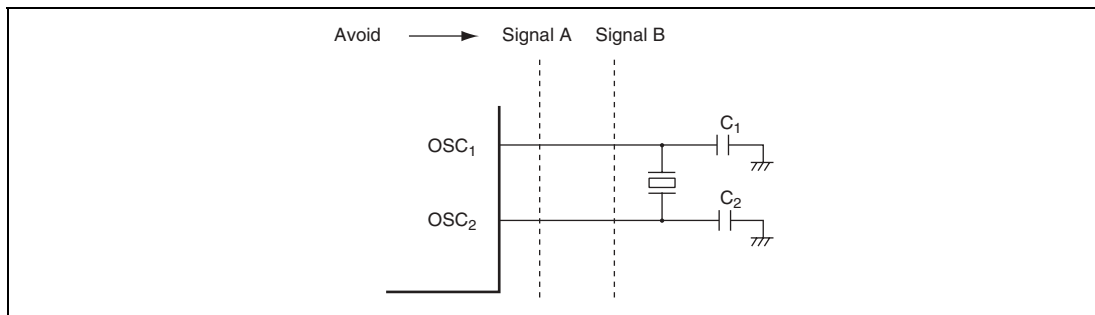 Avoid Signal A Signal B
C₁
OSC₁
C₂
OSC₂